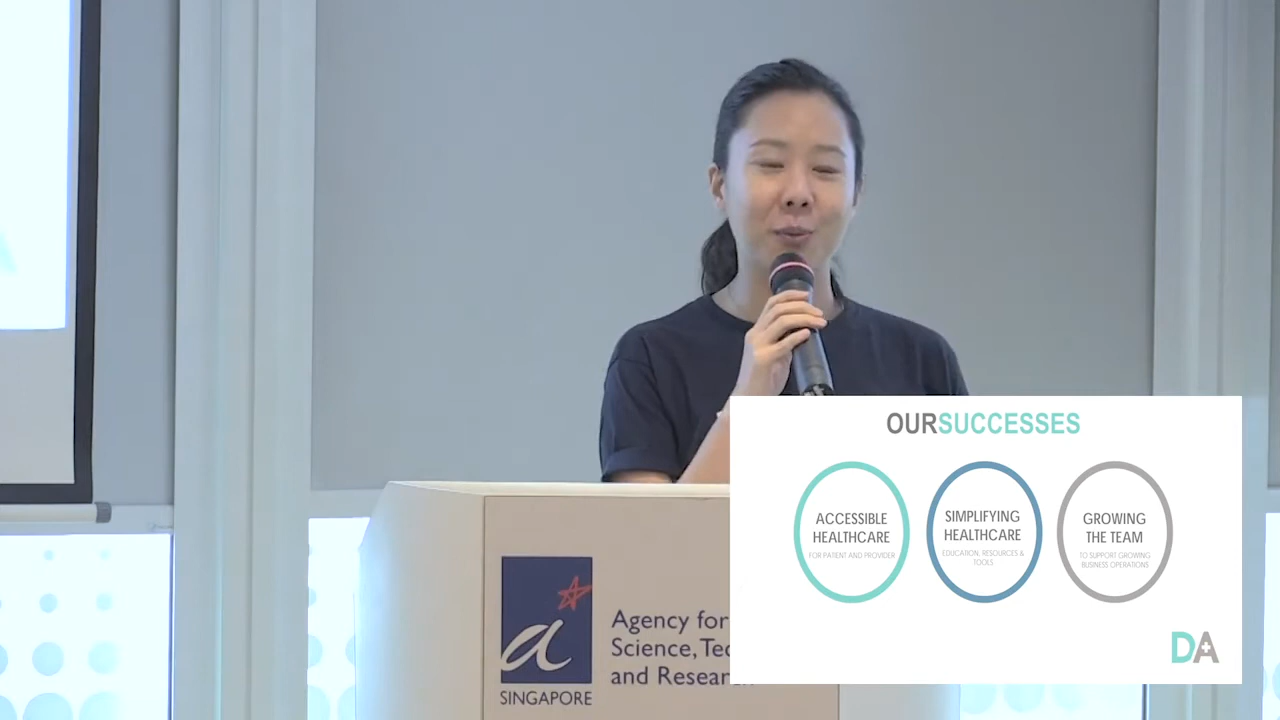 OURSUCCESSES
ACCESSIBLE
HEALTHCARE
FOR PATIENT AND PROVIDER
SIMPLIFYING
HEALTHCARE
EDUCATION, RESOURCES &
TOOLS
GROWING
THE TEAM
TO SUPPORT GROWING
BUSINESS OPERATIONS
DA
a
SINGAPORE
Agency for
Science, Tec
and Research